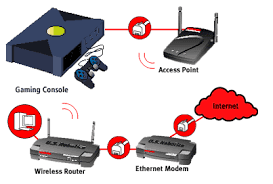 Gaming Console
Access Point
Internet
Wireless Router
Ethernet Modem